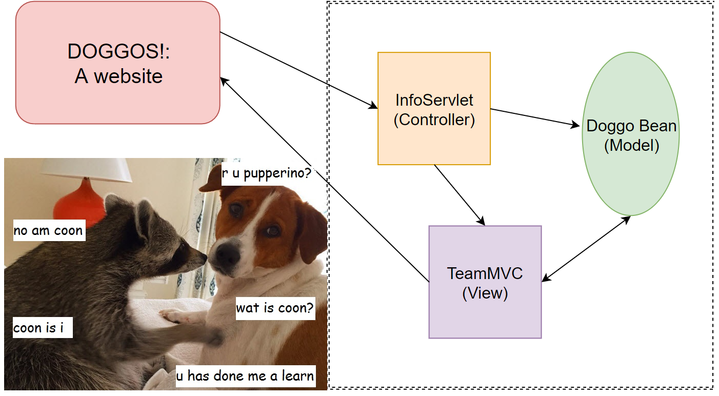 DOGGOS!:
A website
InfoServlet
(Controller)
Doggo Bean
(Model)
TeamMVC
(View)
r u pupperino?
no am coon
wat is coon?
coon is i
u has done me a learn